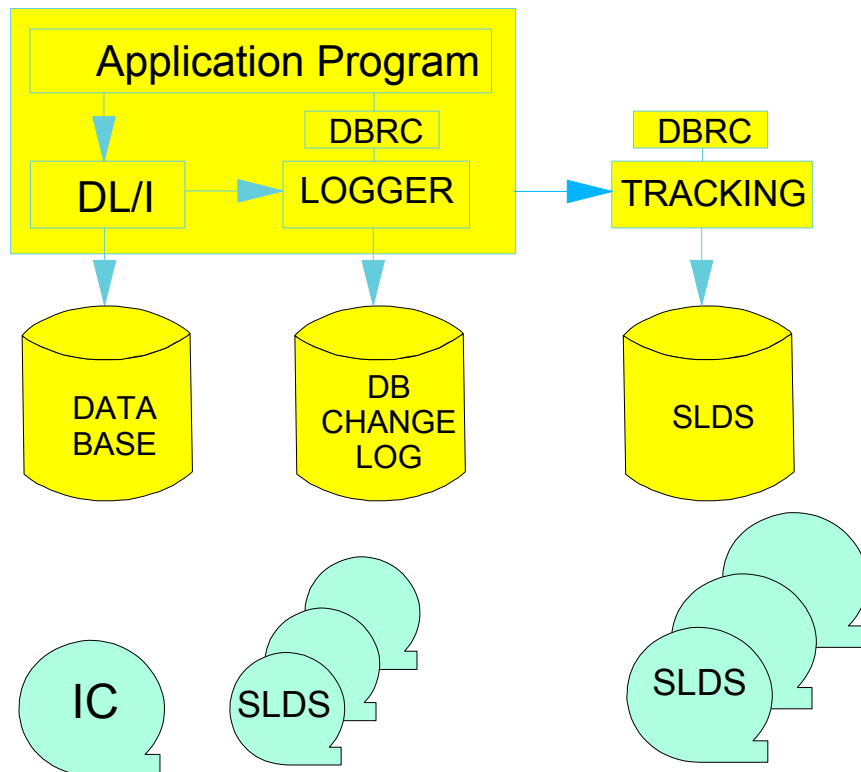 Application Program
DBRC
DBRC
DL/I
LOGGER
TRACKING
DATA
BASE
DB
CHANGE
LOG
SLDS
IC
SLDS
SLDS